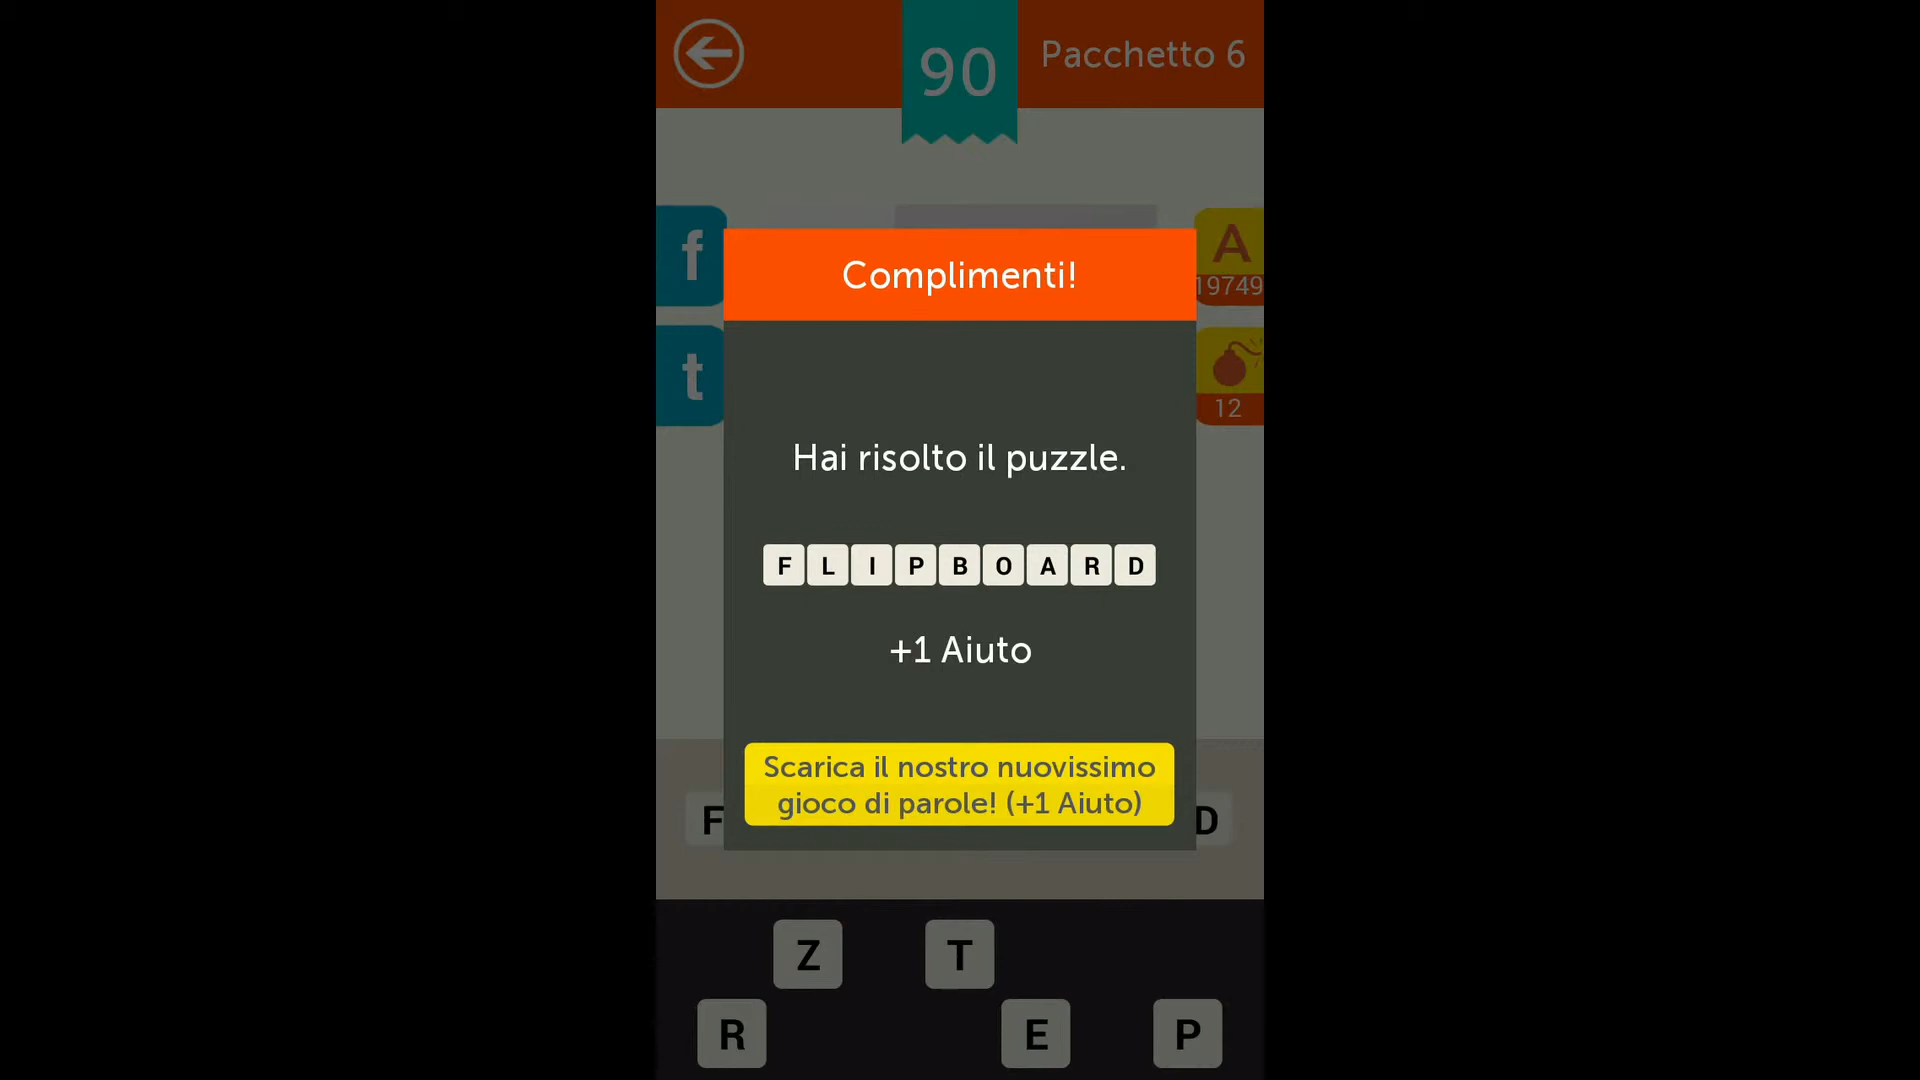 90
Pacchetto 6
f
A
19749
Complimenti!
t
12
Hai risolto il puzzle.
FLIPBOARD
+1 Aiuto
Scarica il nostro nuovissimo
gioco di parole! (+1 Aiuto)
F
D
Z T
R E P